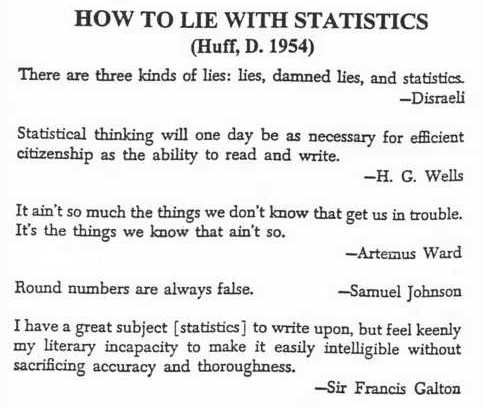 HOW TO LIE WITH STATISTICS
(Huff, D. 1954)
There are three kinds of lies: lies, damned lies, and statistics.
—Disraeli
Statistical thinking will one day be as necessary for efficient
citizenship as the ability to read and write.
—H. G. Wells
It ain't so much the things we don't know that get us in trouble.
It's the things we know that ain't so.
—Artemus Ward
Round numbers are always false. —Samuel Johnson
I have a great subject [statistics] to write upon, but feel keenly
my literary incapacity to make it easily intelligible without
sacrificing accuracy and thoroughness.
—Sir Francis Galton